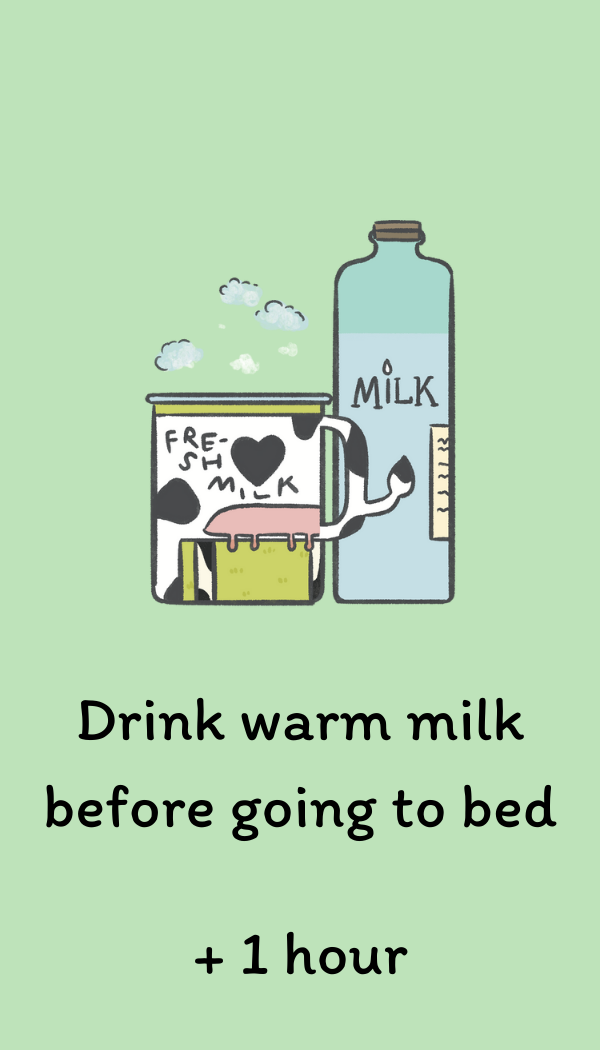 MiLK
FRE-
SH
MILK
Drink warm milk
before going to bed
+ 1 hour